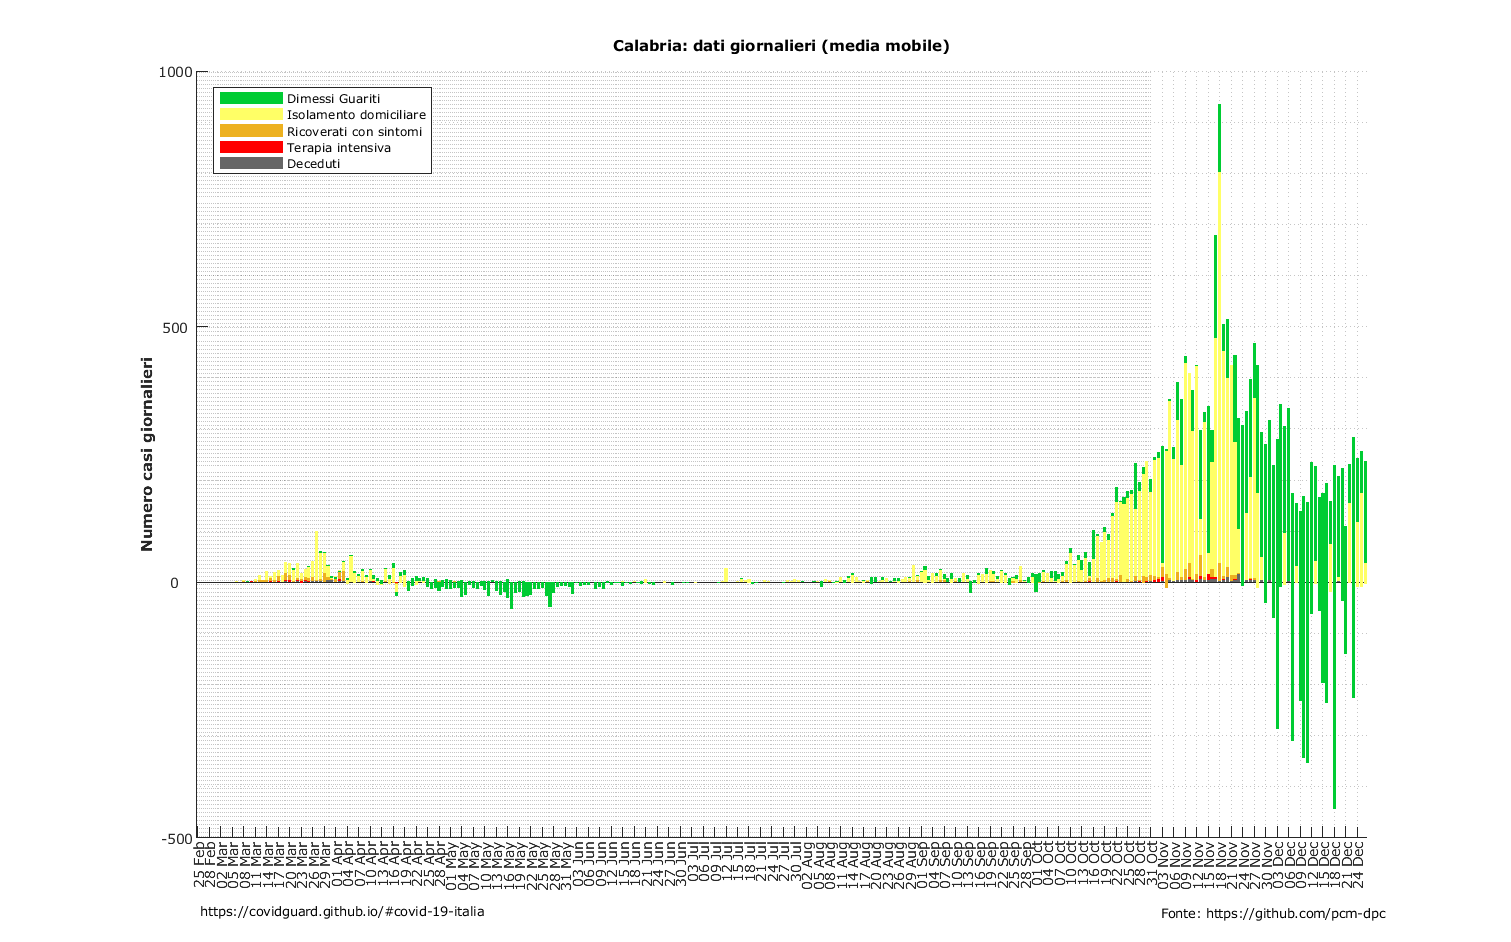 Calabria: dati giornalieri (media mobile)
1000
500
0
-500
Numero casi giornalieri
Dimessi Guariti
Isolamento domiciliare
Ricoverati con sintomi
Terapia intensiva
Deceduti
25 Feb
28 Feb
02 Mar
05 Mar
08 Mar
11 Mar
14 Mar
17 Mar
20 Mar
23 Mar
26 Mar
29 Mar
01 Apr
04 Apr
07 Apr
10 Apr
13 Apr
16 Apr
19 Apr
22 Apr
25 Apr
28 Apr
01 May
04 May
07 May
10 May
13 May
16 May
19 May
22 May
25 May
28 May
31 May
03 Jun
06 Jun
09 Jun
12 Jun
15 Jun
18 Jun
21 Jun
24 Jun
27 Jun
30 Jun
03 Jul
06 Jul
09 Jul
12 Jul
15 Jul
18 Jul
21 Jul
24 Jul
27 Jul
30 Jul
02 Aug
05 Aug
08 Aug
11 Aug
14 Aug
17 Aug
20 Aug
23 Aug
26 Aug
29 Aug
01 Sep
04 Sep
07 Sep
10 Sep
13 Sep
16 Sep
19 Sep
22 Sep
25 Sep
28 Sep
01 Oct
04 Oct
07 Oct
10 Oct
13 Oct
16 Oct
19 Oct
22 Oct
25 Oct
28 Oct
31 Oct
03 Nov
06 Nov
09 Nov
12 Nov
15 Nov
18 Nov
21 Nov
24 Nov
27 Nov
30 Nov
03 Dec
06 Dec
09 Dec
12 Dec
15 Dec
18 Dec
21 Dec
24 Dec
https://covidguard.github.io/#covid-19-italia
Fonte: https://github.com/pcm-dpc